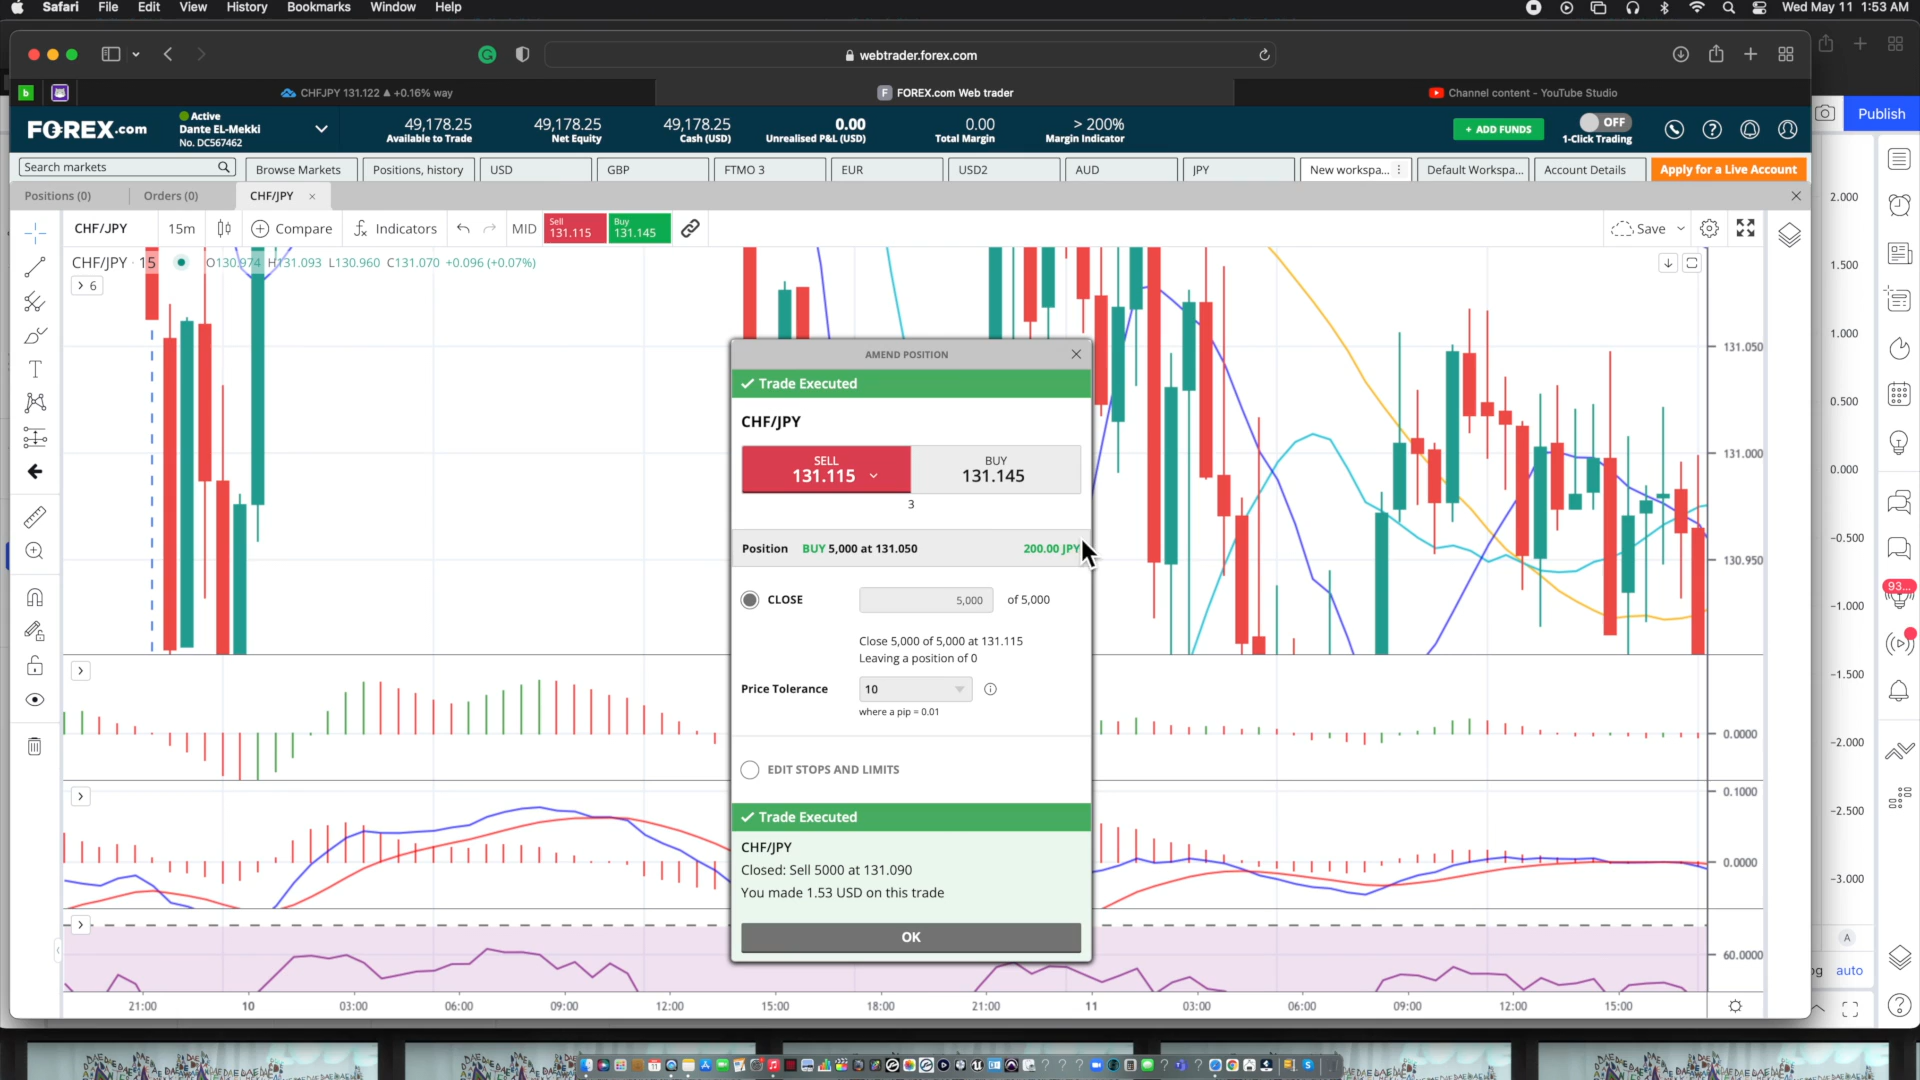 Safari File Edit View History Bookmarks Window Help
Wed May 11 1:53 AM
webtrader.forex.com
CHFJPY 131.122 ▲ +0.16% way
FOREX.com Web trader
Channel content - YouTube Studio
Publish
FOREX.com
Active
Dante EL-Mekki
No. DC567462
49,178.25
Available to Trade
49,178.25
Net Equity
49,178.25
Cash (USD)
0.00
Unrealised P&L (USD)
0.00
Total Margin
> 200%
Margin Indicator
+ ADD FUNDS
OFF
1-Click Trading
Search markets
Browse Markets
Positions, history
USD
GBP
FTMO 3
EUR
USD2
AUD
JPY
New workspa...
Default Workspa...
Account Details
Apply for a Live Account
Positions (0)
Orders (0)
CHF/JPY ×
CHF/JPY
15m
Compare
Indicators
MID
Sell
131.115
Buy
131.145
Save
CHF/JPY · 15
O130.974 H131.093 L130.960 C131.070 +0.096 (+0.07%)
> 6
AMEND POSITION
✓ Trade Executed
CHF/JPY
SELL
131.115
BUY
131.145
3
Position BUY 5,000 at 131.050
200.00 JPY
CLOSE
5,000
of 5,000
Close 5,000 of 5,000 at 131.115
Leaving a position of 0
Price Tolerance
10
where a pip = 0.01
EDIT STOPS AND LIMITS
✓ Trade Executed
CHF/JPY
Closed: Sell 5000 at 131.090
You made 1.53 USD on this trade
OK
131.050
131.000
130.950
0.0000
0.1000
0.0000
60.0000
21:00
10
03:00
06:00
09:00
12:00
15:00
18:00
21:00
11
03:00
06:00
09:00
12:00
15:00
2.000
1.500
1.000
0.500
0.000
-0.500
-1.000
-1.500
-2.000
-2.500
-3.000
93...
A
og
auto